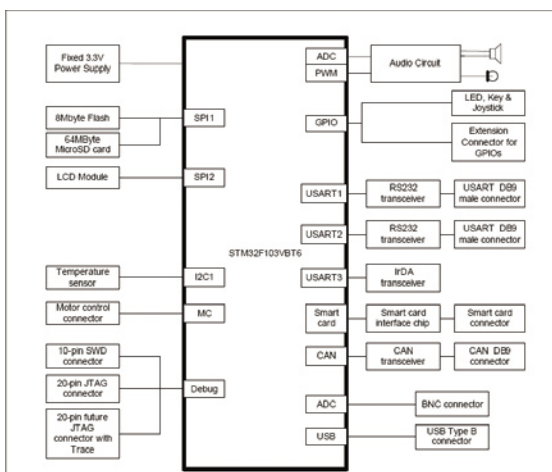 Fixed 3.3V
Power Supply
8Mbyte Flash
64MByte
MicroSD card
LCD Module
Temperature
sensor
Motor control
connector
10-pin SWD
connector
20-pin JTAG
connector
20-pin future
JTAG
connector with
Trace
SPI1
SPI2
I2C1
MC
Debug
STM32F103VBT6
ADC
PWM
GPIO
USART1
USART2
USART3
Smart
card
CAN
ADC
USB
Audio Circuit
LED, Key &
Joystick
Extension
Connector for
GPIOs
RS232
transceiver
USART DB9
male connector
RS232
transceiver
USART DB9
male connector
IrDA
transceiver
Smart card
interface chip
Smart card
connector
CAN
transceiver
CAN DB9
connector
BNC connector
USB Type B
connector